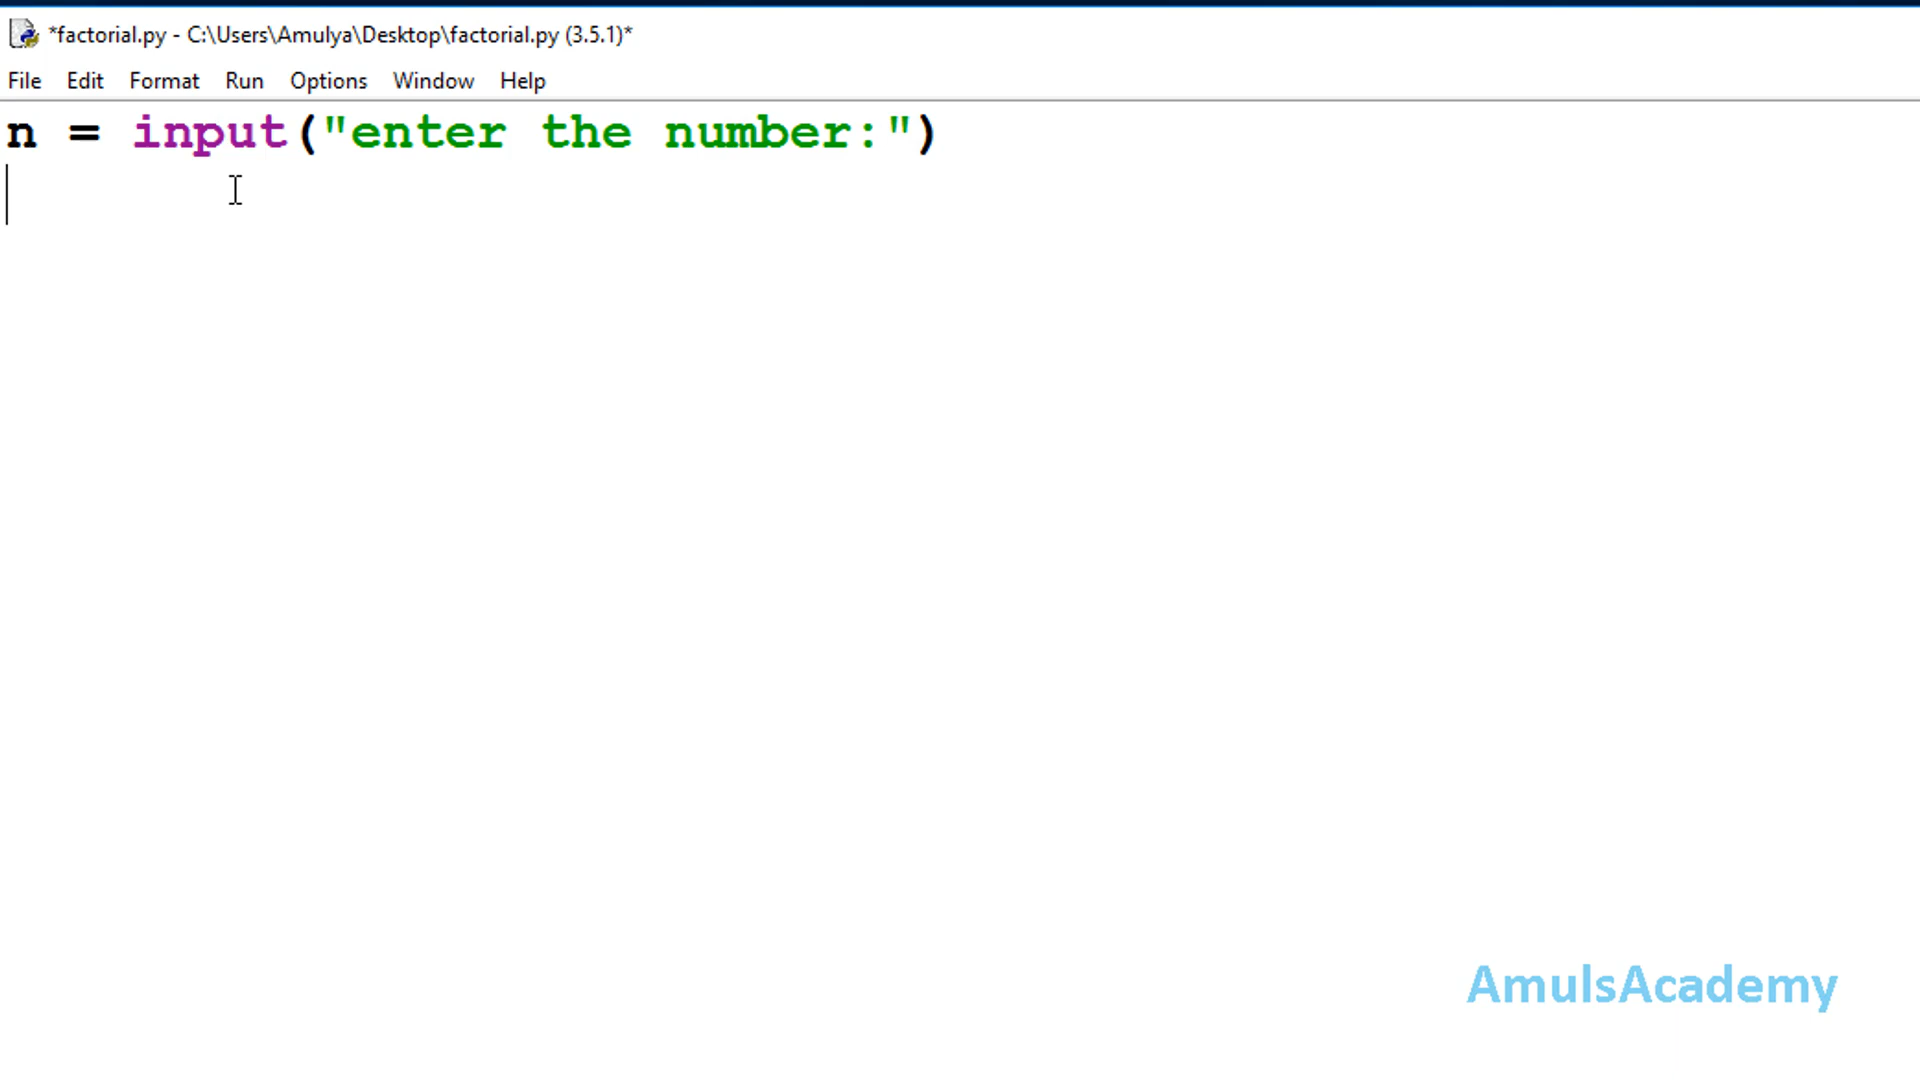 *factorial.py - C:\Users\Amulya\Desktop\factorial.py (3.5.1)*
File Edit Format Run Options Window Help
n = input("enter the number:")
AmulsAcademy